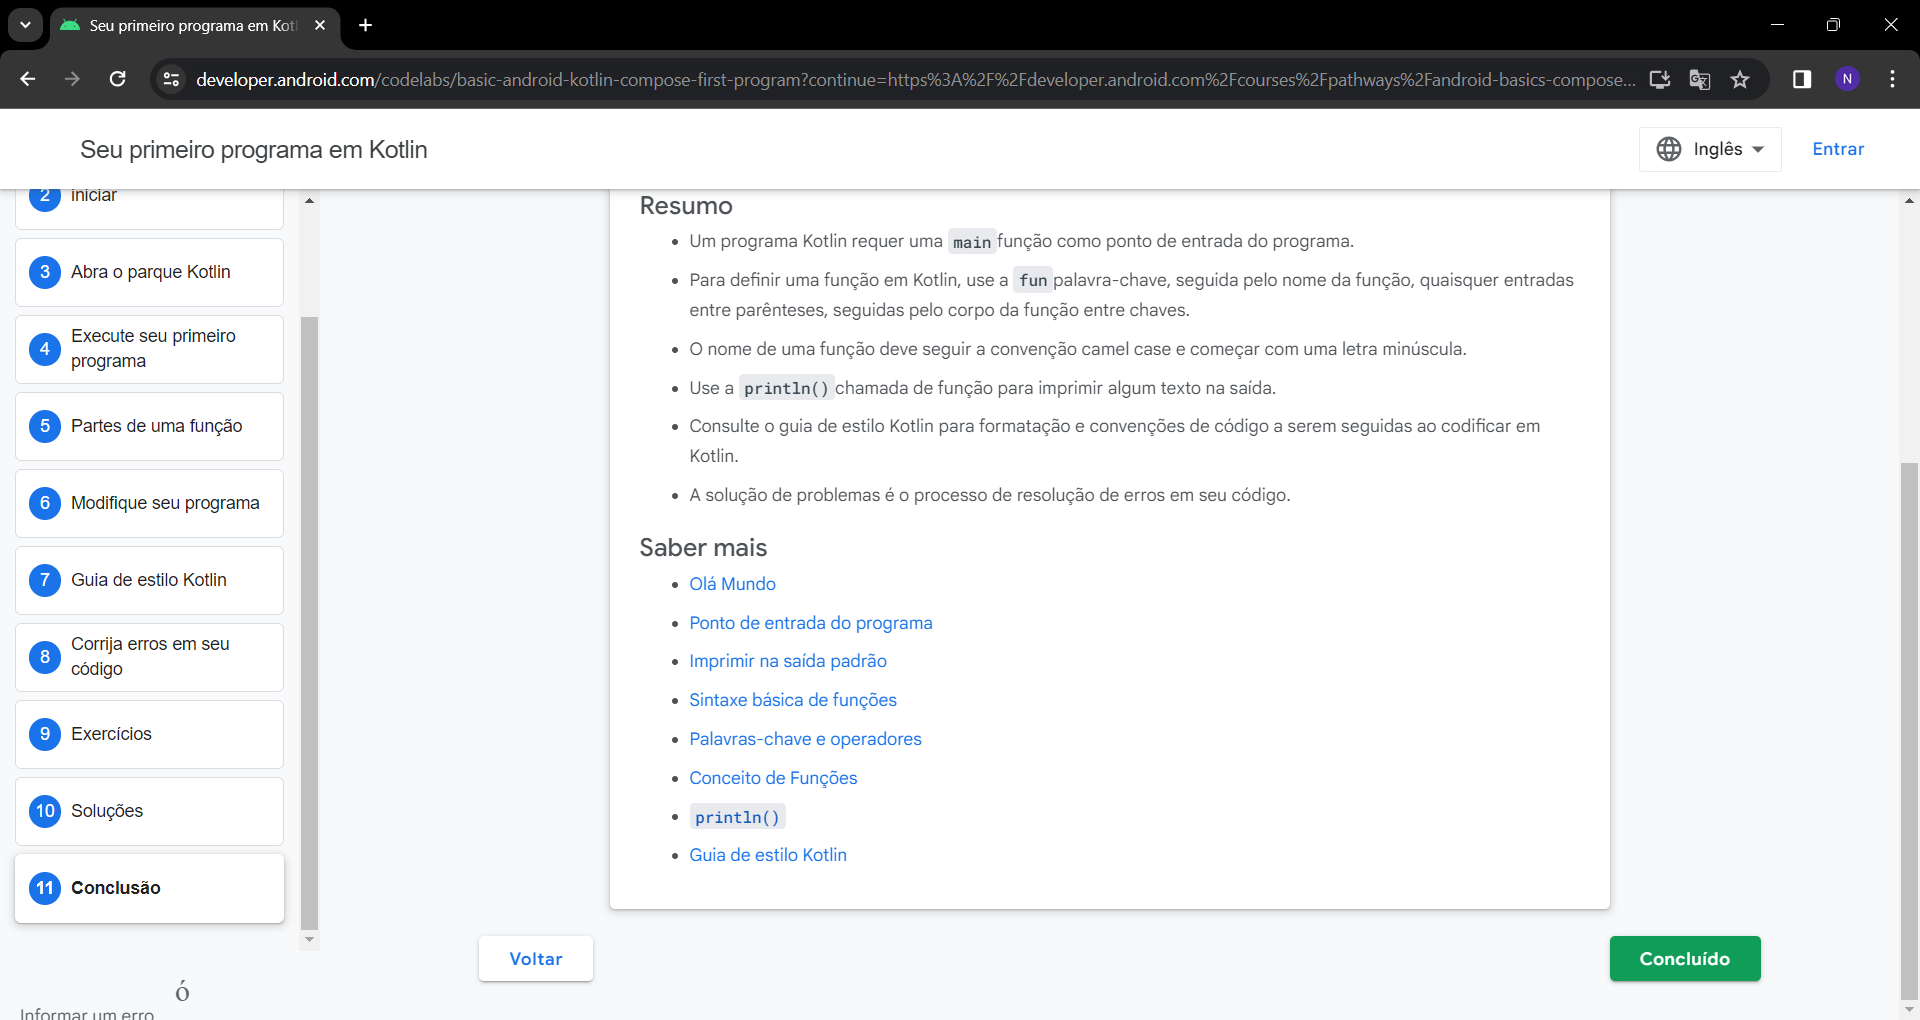 Seu primeiro programa em Kotl
developer.android.com/codelabs/basic-android-kotlin-compose-first-program?continue=https%3A%2F%2Fdeveloper.android.com%2Fcourses%2Fpathways%2Fandroid-basics-compose...
N
Seu primeiro programa em Kotlin
Inglês
Entrar
2 iniciar
3 Abra o parque Kotlin
4 Execute seu primeiro
programa
5 Partes de uma função
6 Modifique seu programa
7 Guia de estilo Kotlin
8 Corrija erros em seu
código
9 Exercícios
10 Soluções
11 Conclusão
ó
Informar um erro
Resumo
Um programa Kotlin requer uma main função como ponto de entrada do programa.
Para definir uma função em Kotlin, use a fun palavra-chave, seguida pelo nome da função, quaisquer entradas
entre parênteses, seguidas pelo corpo da função entre chaves.
O nome de uma função deve seguir a convenção camel case e começar com uma letra minúscula.
Use a println() chamada de função para imprimir algum texto na saída.
Consulte o guia de estilo Kotlin para formatação e convenções de código a serem seguidas ao codificar em
Kotlin.
A solução de problemas é o processo de resolução de erros em seu código.
Saber mais
Olá Mundo
Ponto de entrada do programa
Imprimir na saída padrão
Sintaxe básica de funções
Palavras-chave e operadores
Conceito de Funções
println()
Guia de estilo Kotlin
Voltar
Concluído